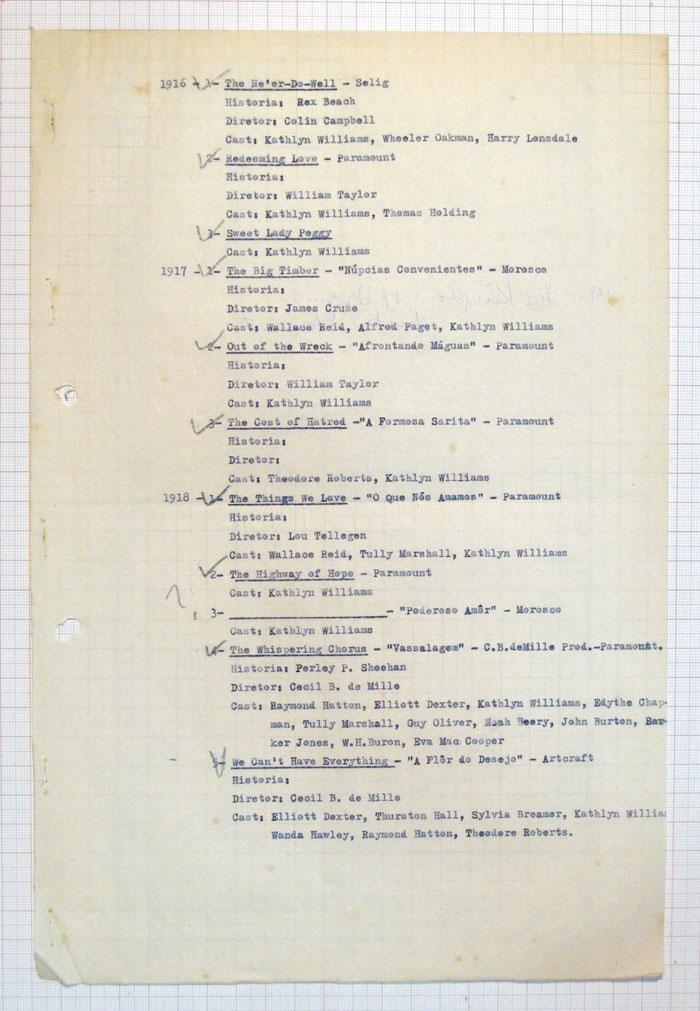 1916 - 1- The Ne'er-Do-Well - Selig
Historia: Rex Beach
Diretor: Colin Campbell
Cast: Kathlyn Williams, Wheeler Oakman, Harry Lonsdale
2- Redeeming Love - Paramount
Historia:
Diretor: William Taylor
Cast: Kathlyn Williams, Thomas Holding
3- Sweet Lady Peggy
Cast: Kathlyn Williams
1917 - 1- The Big Timber - "Núpcias Convenientes" - Morosco
Historia:
Diretor: James Cruze
Cast: Wallace Reid, Alfred Paget, Kathlyn Williams
2- Out of the Wreck - "Afrontando Máguas" - Paramount
Historia:
Diretor: William Taylor
Cast: Kathlyn Williams
3- The Cost of Hatred -"A Formosa Sarita" - Paramount
Historia:
Diretor:
Cast: Theodore Roberts, Kathlyn Williams
1918 - 1- The Things We Love - "O Que Nós Amamos" - Paramount
Historia:
Diretor: Lou Tellegen
Cast: Wallace Reid, Tully Marshall, Kathlyn Williams
2- The Highway of Hope - Paramount
Cast: Kathlyn Williams
3- ____________________ - "Poderoso Amôr" - Morosco
Cast: Kathlyn Williams
4- The Whispering Chorus - "Vassalagem" - C.B.deMille Prod.-Paramount.
Historia: Perley P. Sheehan
Diretor: Cecil B. de Mille
Cast: Raymond Hatton, Elliott Dexter, Kathlyn Williams, Edythe Chap-
man, Tully Marshall, Guy Oliver, Noah Beery, John Burton, Baw-
ker Jones, W.H.Buron, Eva Mac Cooper
5- We Can't Have Everything - "A Flôr do Desejo" - Artcraft
Historia:
Diretor: Cecil B. de Mille
Cast: Elliott Dexter, Thurston Hall, Sylvia Breamer, Kathlyn Williams
Wanda Hawley, Raymond Hatton, Theodore Roberts.